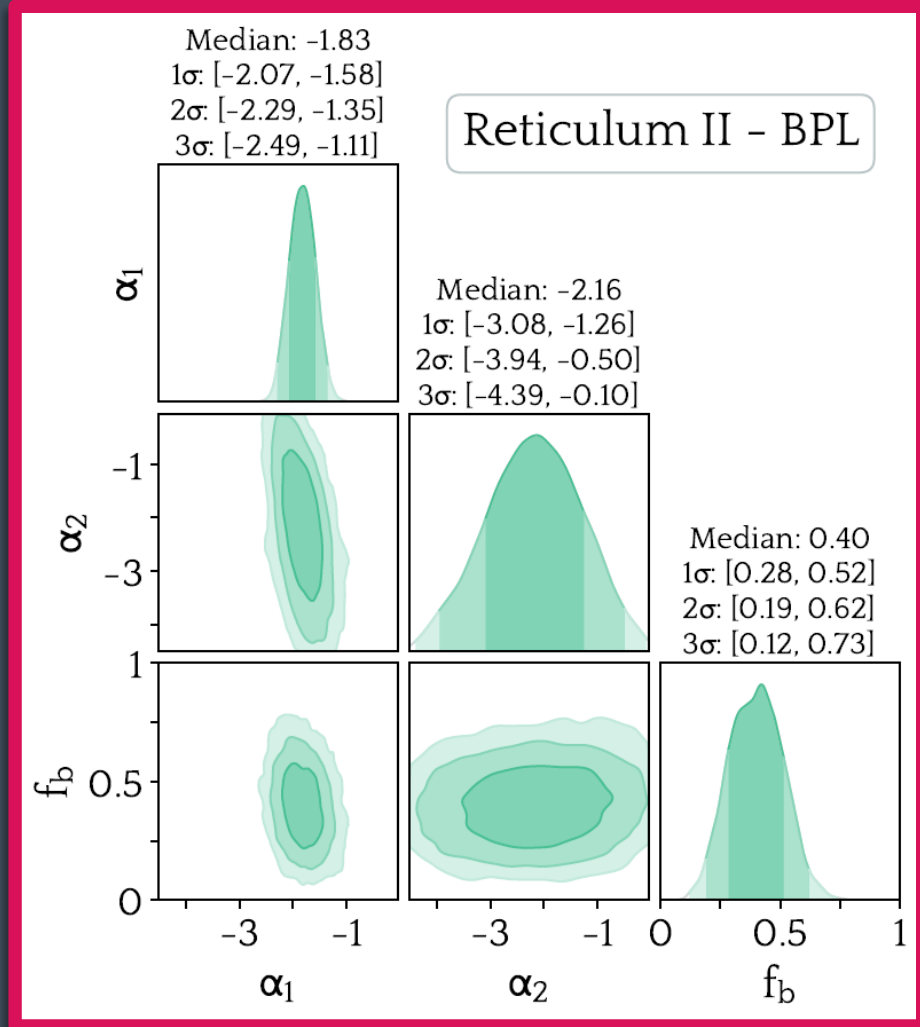 Median: -1.83
1σ: [-2.07, -1.58]
2σ: [-2.29, -1.35]
3σ: [-2.49, -1.11]
Reticulum II - BPL
α₁
Median: -2.16
1σ: [-3.08, -1.26]
2σ: [-3.94, -0.50]
3σ: [-4.39, -0.10]
-1
α₂
-3
Median: 0.40
1σ: [0.28, 0.52]
2σ: [0.19, 0.62]
3σ: [0.12, 0.73]
1
f_b
0.5
0
-3 -1 -3 -1 0 0.5 1
α₁ α₂ f_b